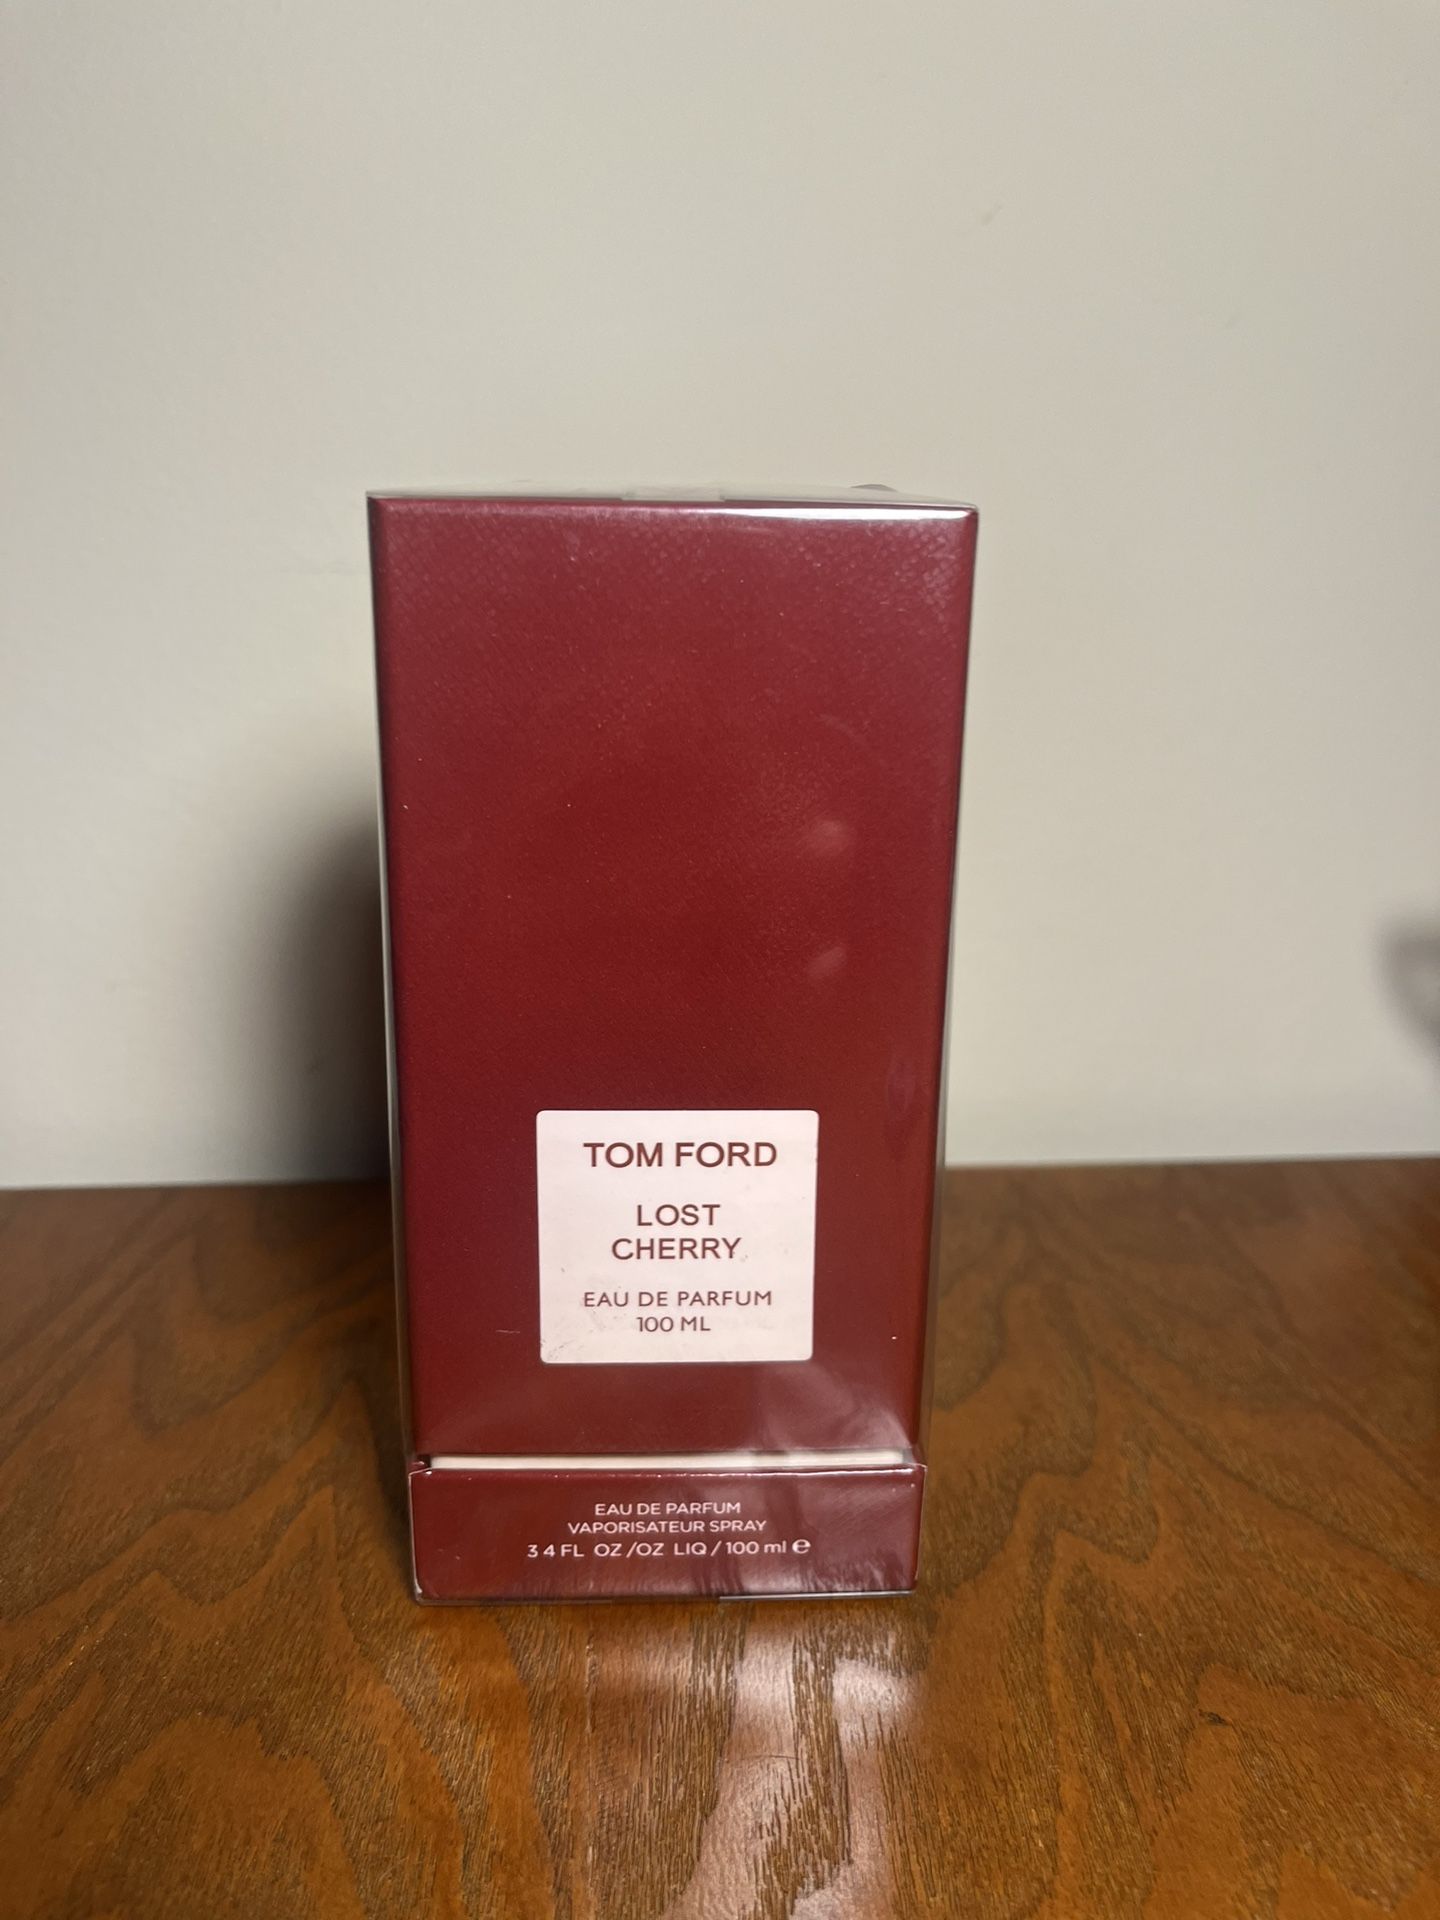 TOM FORD
LOST
CHERRY
EAU DE PARFUM
100 ML
EAU DE PARFUM
VAPORISATEUR SPRAY
3 4 FL OZ /OZ LIQ / 100 ml ℮